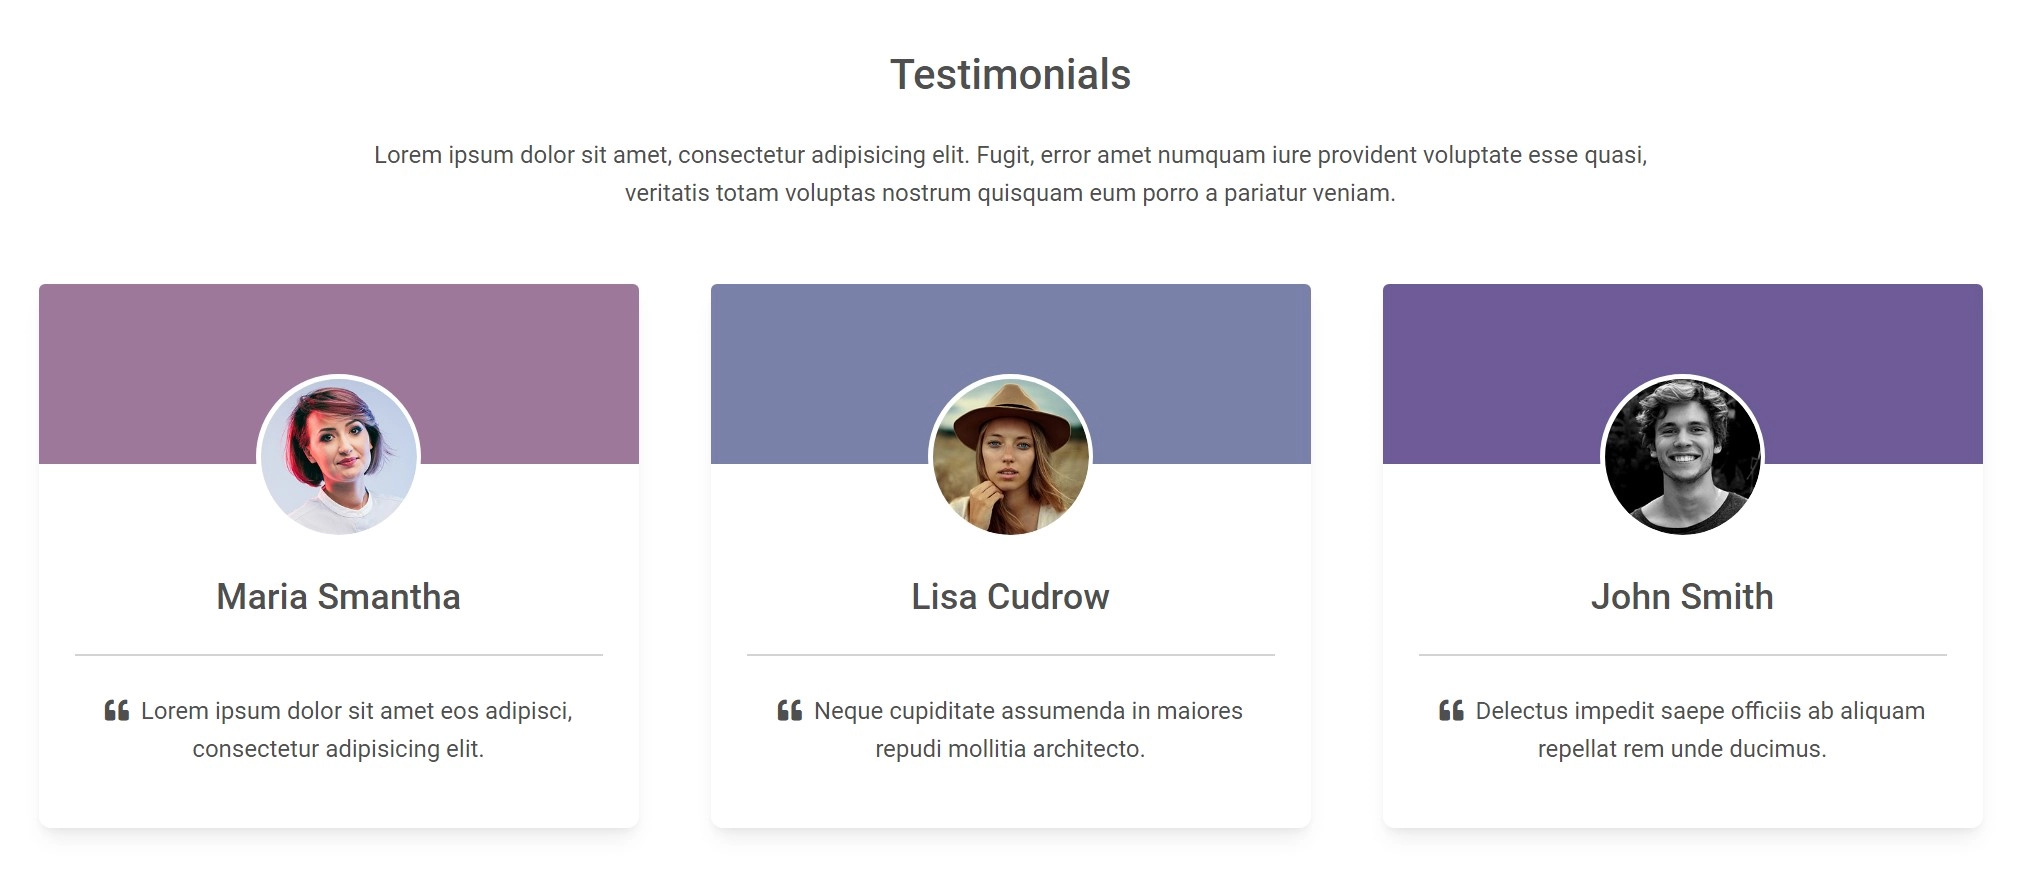 Testimonials
Lorem ipsum dolor sit amet, consectetur adipisicing elit. Fugit, error amet numquam iure provident voluptate esse quasi,
veritatis totam voluptas nostrum quisquam eum porro a pariatur veniam.
Maria Smantha
❝ Lorem ipsum dolor sit amet eos adipisci,
consectetur adipisicing elit.
Lisa Cudrow
❝ Neque cupiditate assumenda in maiores
repudi mollitia architecto.
John Smith
❝ Delectus impedit saepe officiis ab aliquam
repellat rem unde ducimus.